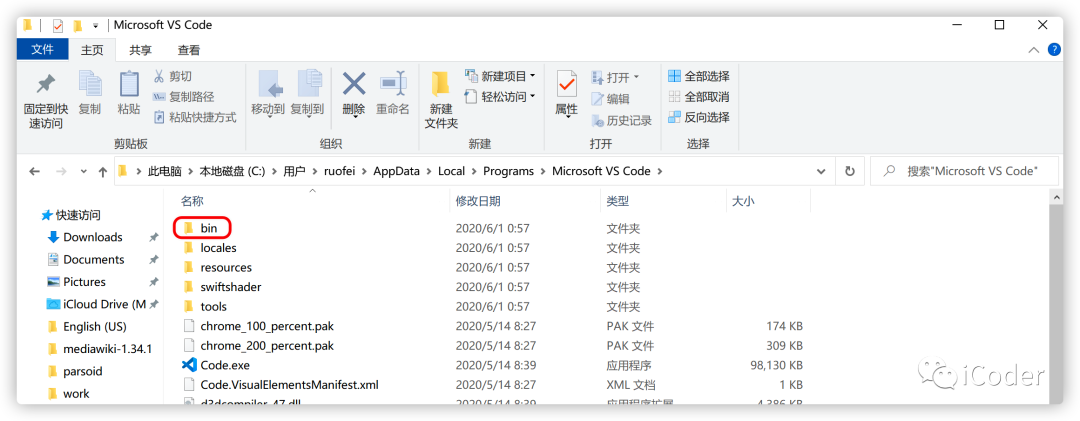 Microsoft VS Code
文件 主页 共享 查看
固定到快速访问
复制
粘贴
剪切
复制路径
粘贴快捷方式
剪贴板
移动到
复制到
删除
重命名
组织
新建文件夹
新建项目
轻松访问
新建
属性
打开
编辑
历史记录
打开
全部选择
全部取消
反向选择
选择
此电脑 > 本地磁盘 (C:) > 用户 > ruofei > AppData > Local > Programs > Microsoft VS Code >
搜索"Microsoft VS Code"
快速访问
Downloads
Documents
Pictures
iCloud Drive (M
English (US)
mediawiki-1.34.1
parsoid
work
名称 修改日期 类型 大小
bin 2020/6/1 0:57 文件夹
locales 2020/6/1 0:57 文件夹
resources 2020/6/1 0:57 文件夹
swiftshader 2020/6/1 0:57 文件夹
tools 2020/6/1 0:57 文件夹
chrome_100_percent.pak 2020/5/14 8:27 PAK 文件 174 KB
chrome_200_percent.pak 2020/5/14 8:27 PAK 文件 309 KB
Code.exe 2020/5/14 8:39 应用程序 98,130 KB
Code.VisualElementsManifest.xml 2020/5/14 8:27 XML 文档 1 KB
d3dcompiler_47.dll 2020/5/14 8:39 应用程序扩展 4,386 KB
iCoder